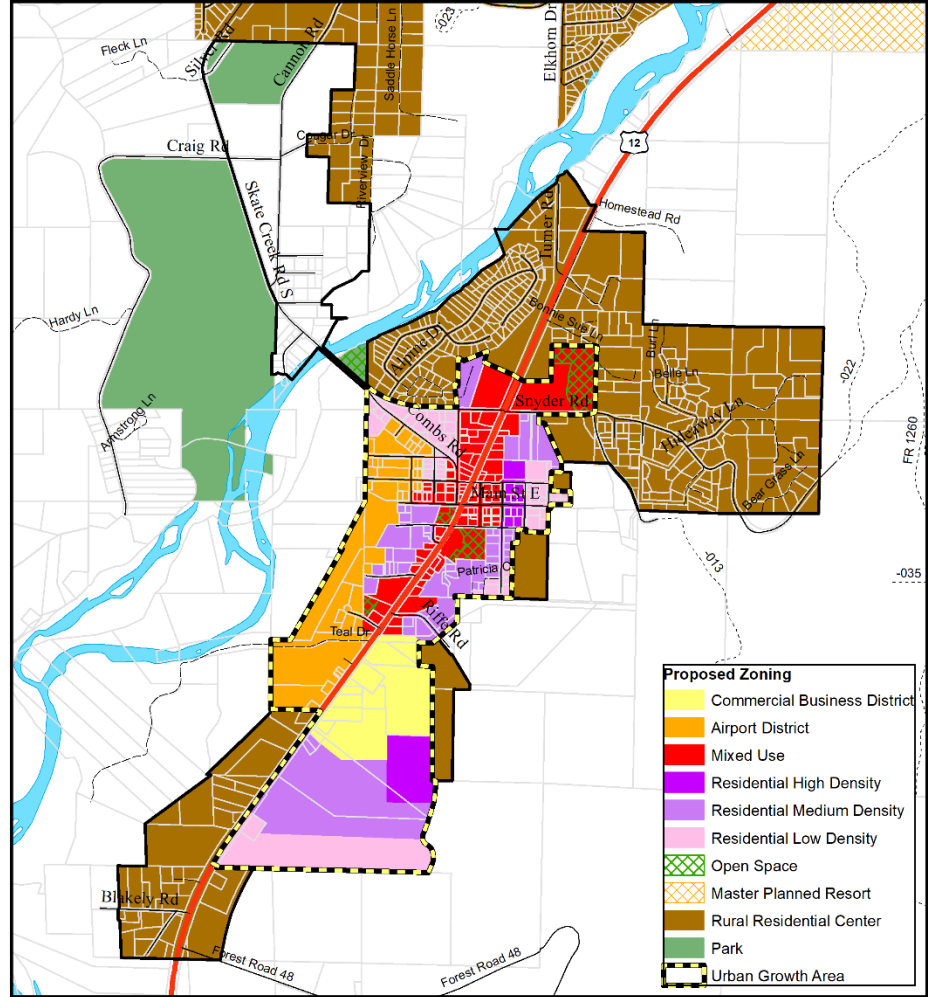 -023
Fleck Ln
Silver Rd
Cannon Rd
Saddle Horse Ln
Elkhorn Dr
12
Craig Rd
Cougar Dr
Riverview Dr
Skate Creek Rd S
Turner Rd
Homestead Rd
Hardy Ln
Bonnie Sue Ln
Burl Ln
Alpine Dr
Belle Ln
-022
Snyder Rd
Armstrong Ln
Combs Rd
Hideaway Ln
FR 1260
Bear Grass Ln
Main St E
-013
Patricia C
-035
Riffe Rd
Teal Dr
Proposed Zoning
Commercial Business District
Airport District
Mixed Use
Residential High Density
Residential Medium Density
Residential Low Density
Open Space
Master Planned Resort
Rural Residential Center
Park
Urban Growth Area
Blakely Rd
Forest Road 48
Forest Road 48